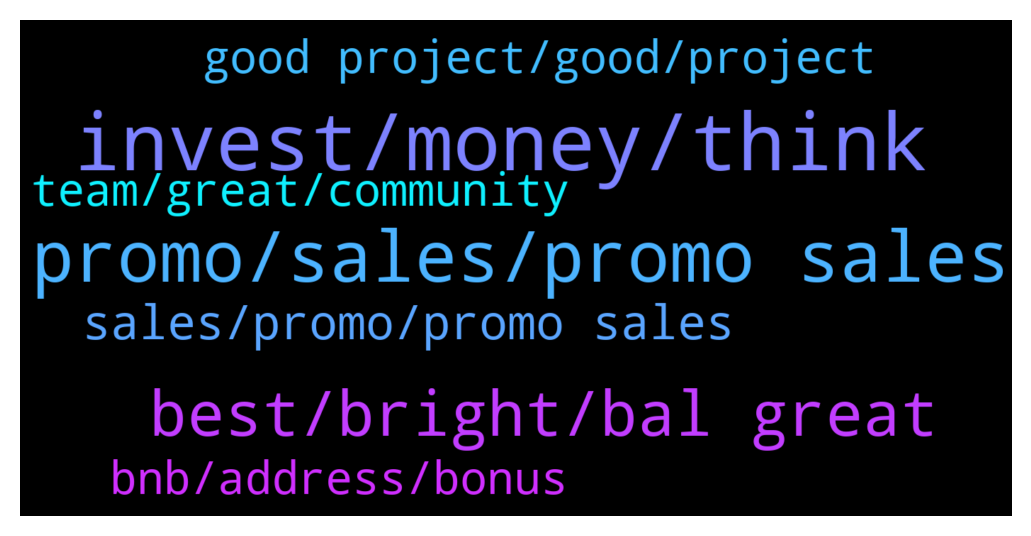 good project/good/project
invest/money/think
team/great/community
promo/sales/promo sales
sales/promo/promo sales
best/bright/bal great
bnb/address/bonus